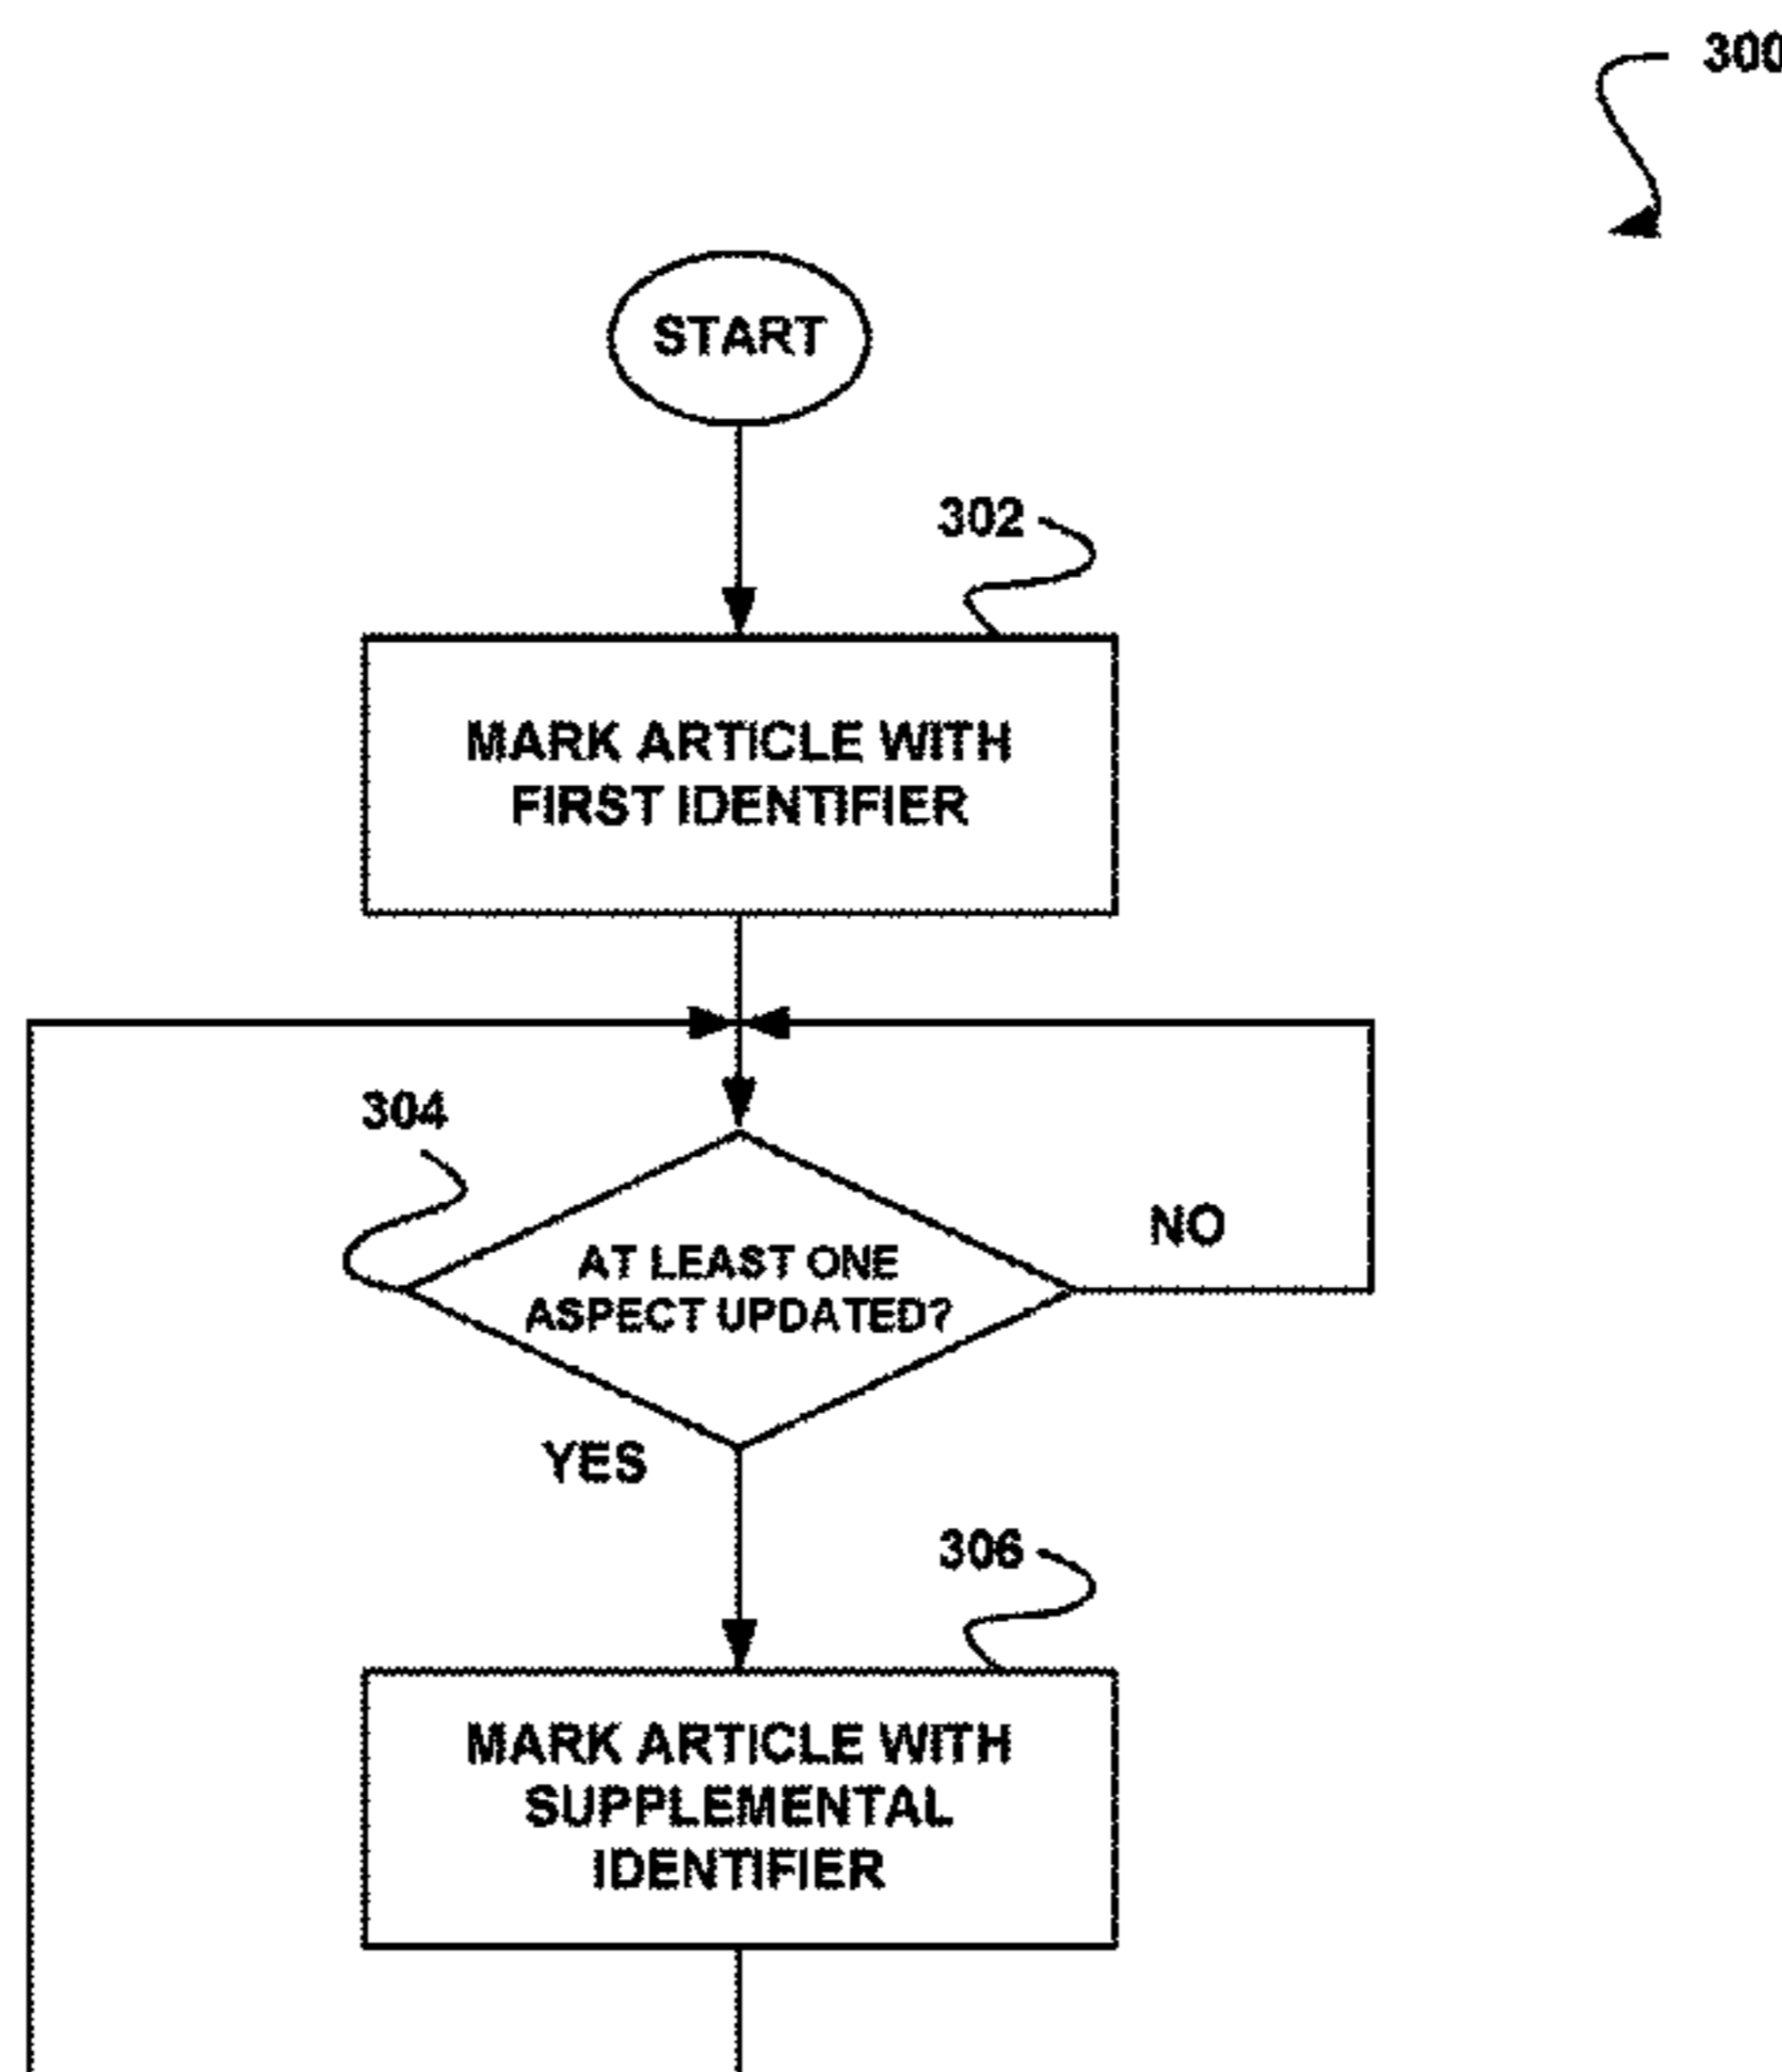 300
START
302
MARK ARTICLE WITH
FIRST IDENTIFIER
304
NO
AT LEAST ONE
ASPECT UPDATED?
YES
306
MARK ARTICLE WITH
SUPPLEMENTAL
IDENTIFIER